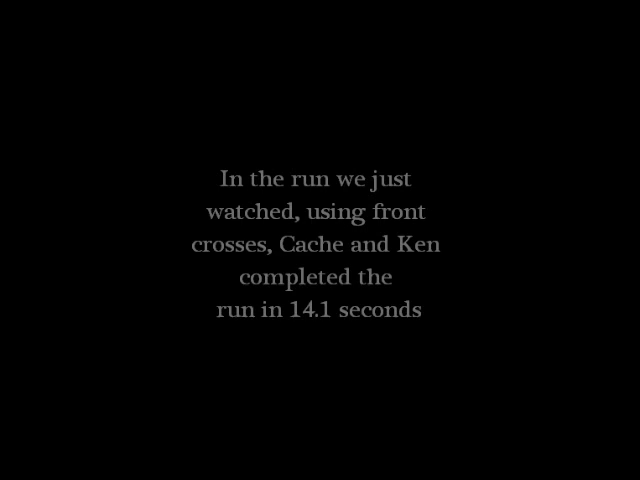 In the run we just
watched, using front
crosses, Cache and Ken
completed the
run in 14.1 seconds